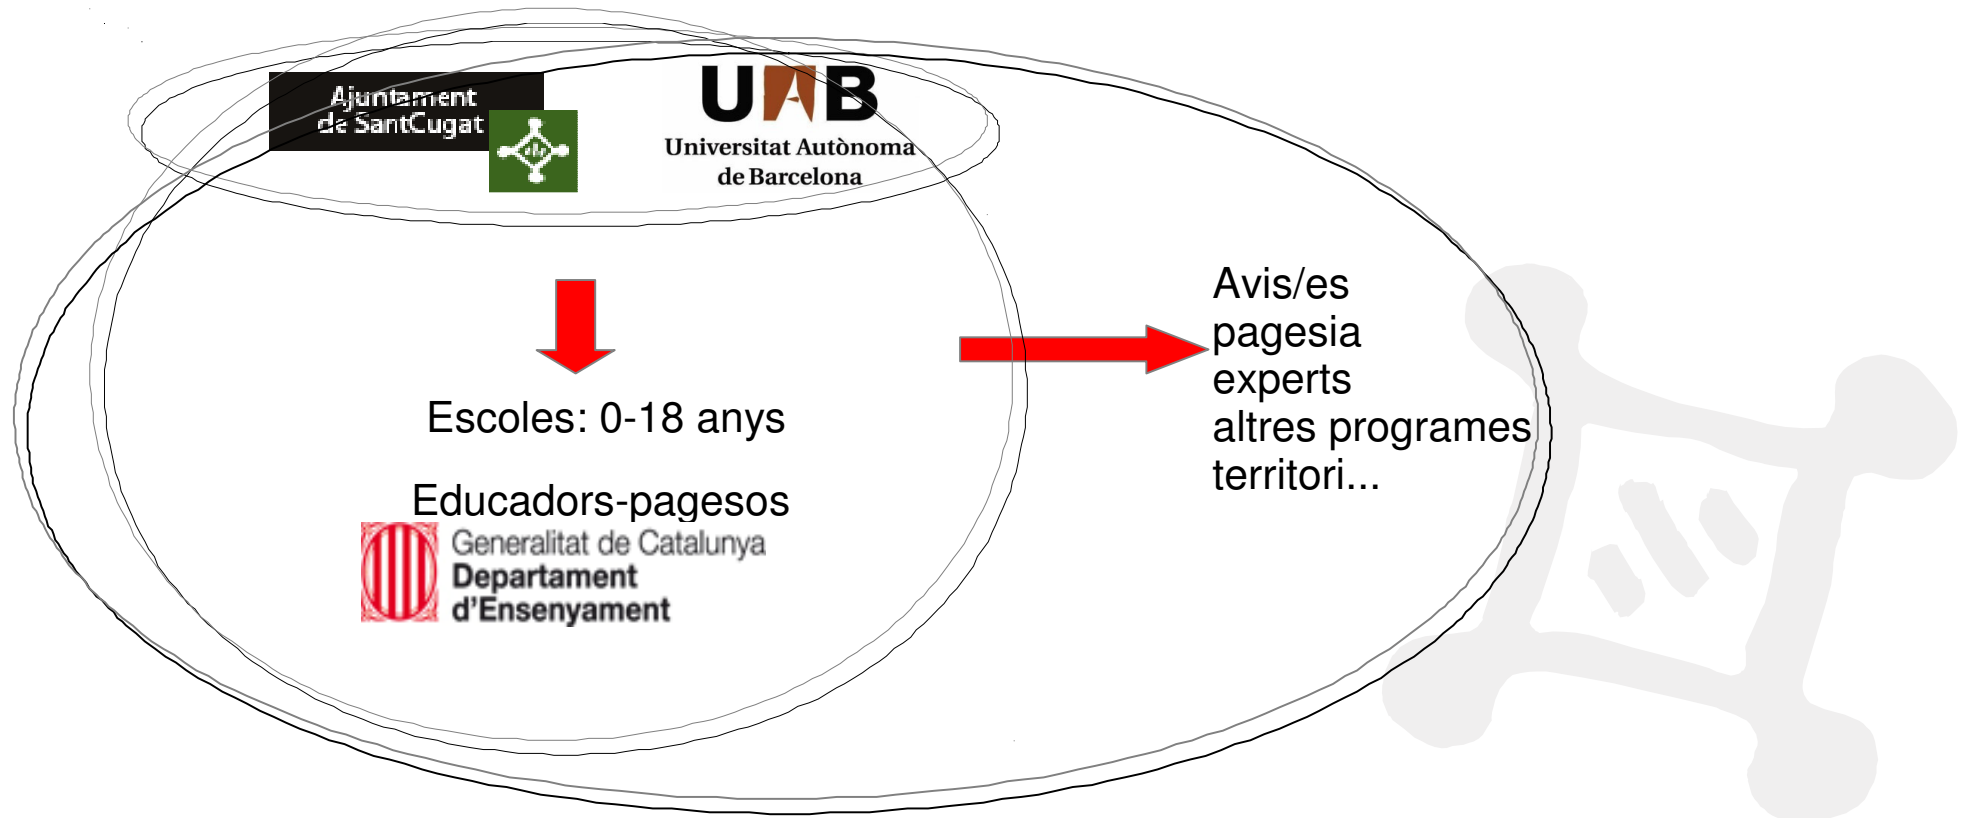 Ajuntament
de SantCugat
UAB
Universitat Autònoma
de Barcelona
Escoles: 0-18 anys
Educadors-pagesos
Generalitat de Catalunya
Departament
d'Ensenyament
Avis/es
pagesia
experts
altres programes
territori...